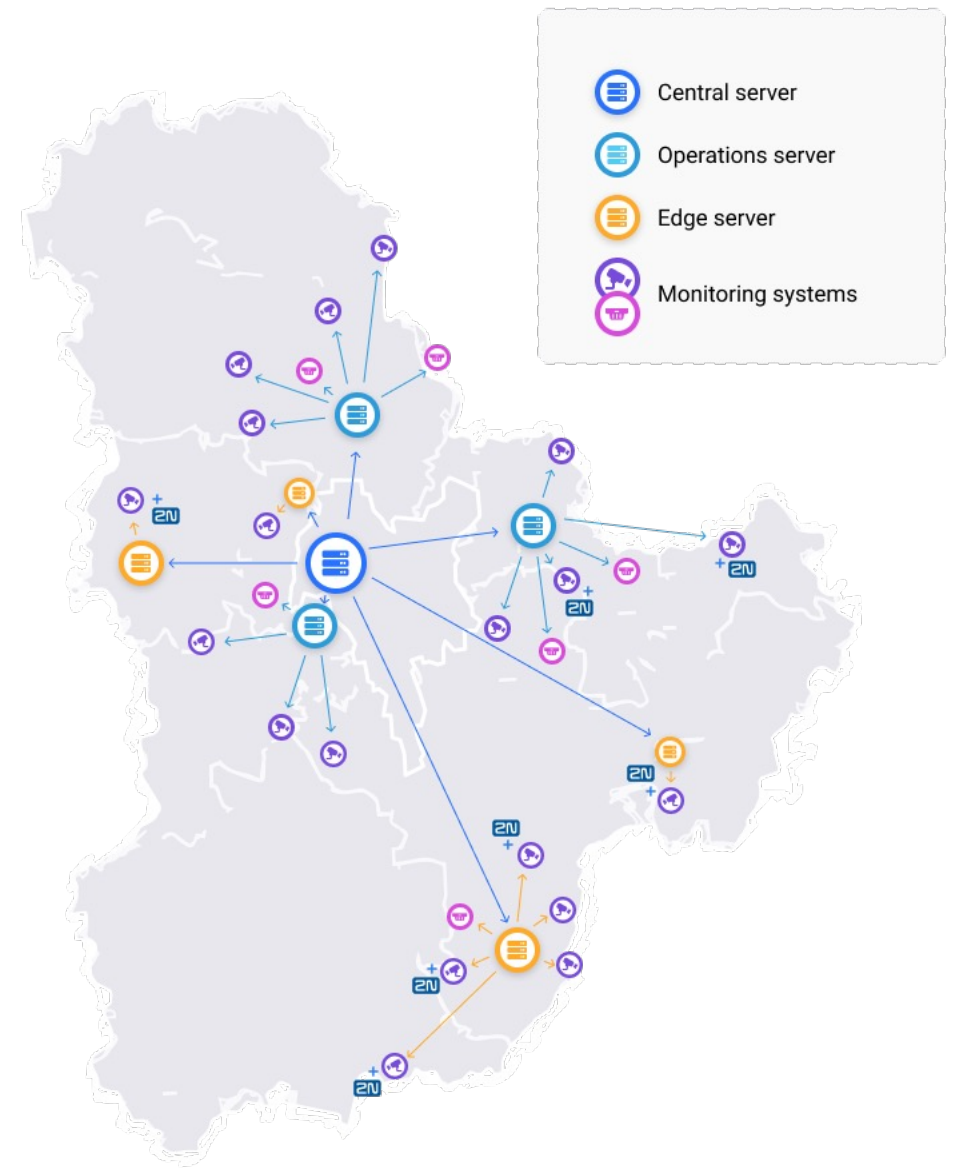 Central server
Operations server
Edge server
Monitoring systems
+
2N
+
2N
+
2N
2N
+
2N
+
+
2N
+
2N